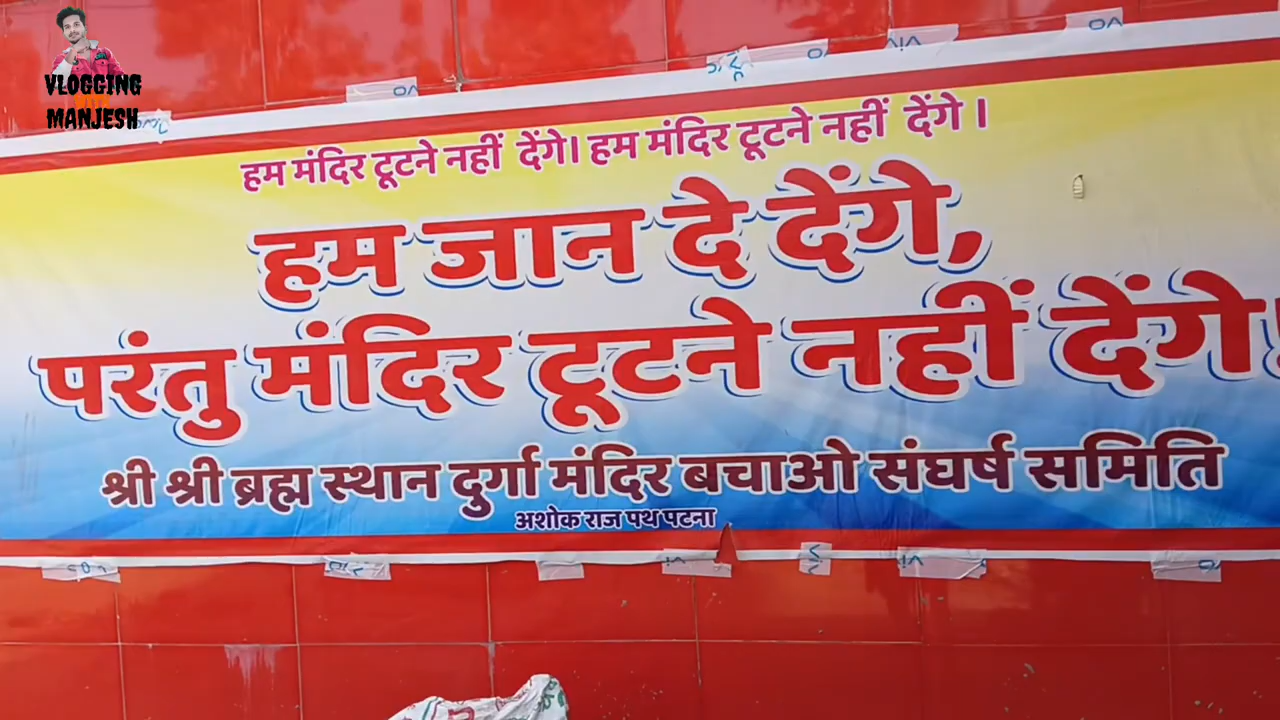 VLOGGING
MANJESH
हम मंदिर टूटने नहीं देंगे। हम मंदिर टूटने नहीं देंगे ।
हम जान दे देंगे,
परंतु मंदिर टूटने नहीं देंगे
श्री श्री ब्रह्म स्थान दुर्गा मंदिर बचाओ संघर्ष समिति
अशोक राज पथ पटना